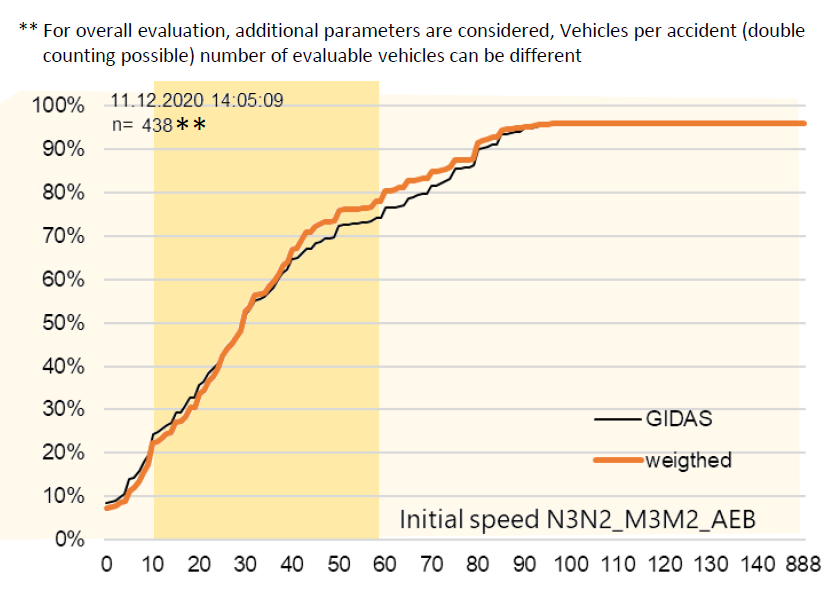 ** For overall evaluation, additional parameters are considered, Vehicles per accident (double
counting possible) number of evaluable vehicles can be different
100%
11.12.2020 14:05:09
n= 438**
90%
80%
70%
60%
50%
40%
30%
GIDAS
20%
weigthed
10%
Initial speed N3N2_M3M2_AEB
0%
0 10 20 30 40 50 60 70 80 90 100 110 120 130 140 888